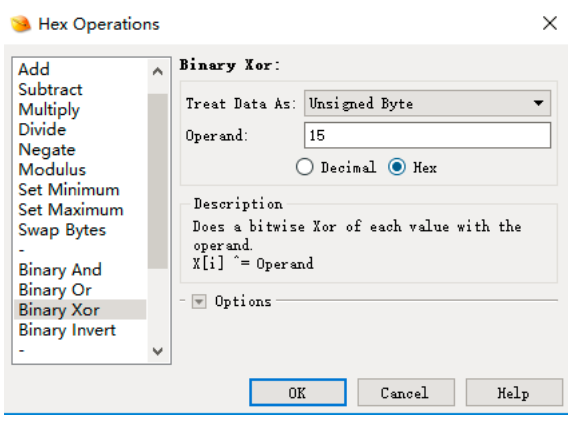 Hex Operations
Add
Subtract
Multiply
Divide
Negate
Modulus
Set Minimum
Set Maximum
Swap Bytes
-
Binary And
Binary Or
Binary Xor
Binary Invert
-
Binary Xor:
Treat Data As: Unsigned Byte
Operand: 15
Decimal Hex
Description
Does a bitwise Xor of each value with the
operand.
X[i] ^= Operand
Options
OK Cancel Help